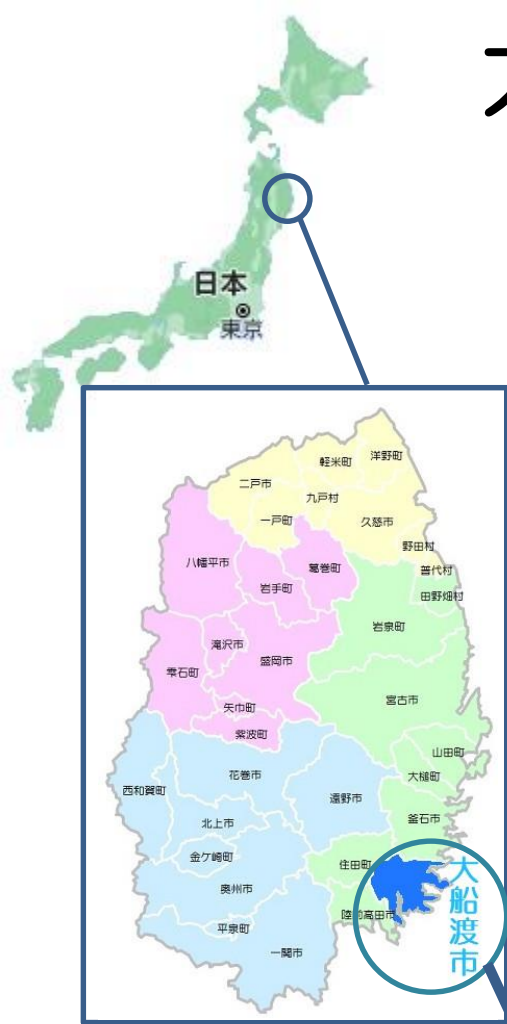 日本
東京
軽米町
洋野町
二戸市
九戸村
一戸町
久慈市
野田村
普代村
八幡平市
葛巻町
岩手町
田野畑村
岩泉町
滝沢市
盛岡市
雫石町
宮古市
矢巾町
紫波町
山田町
花巻市
大槌町
西和賀町
遠野市
釜石市
北上市
金ケ崎町
住田町
奥州市
陸前高田市
平泉町
一関市
大船渡市